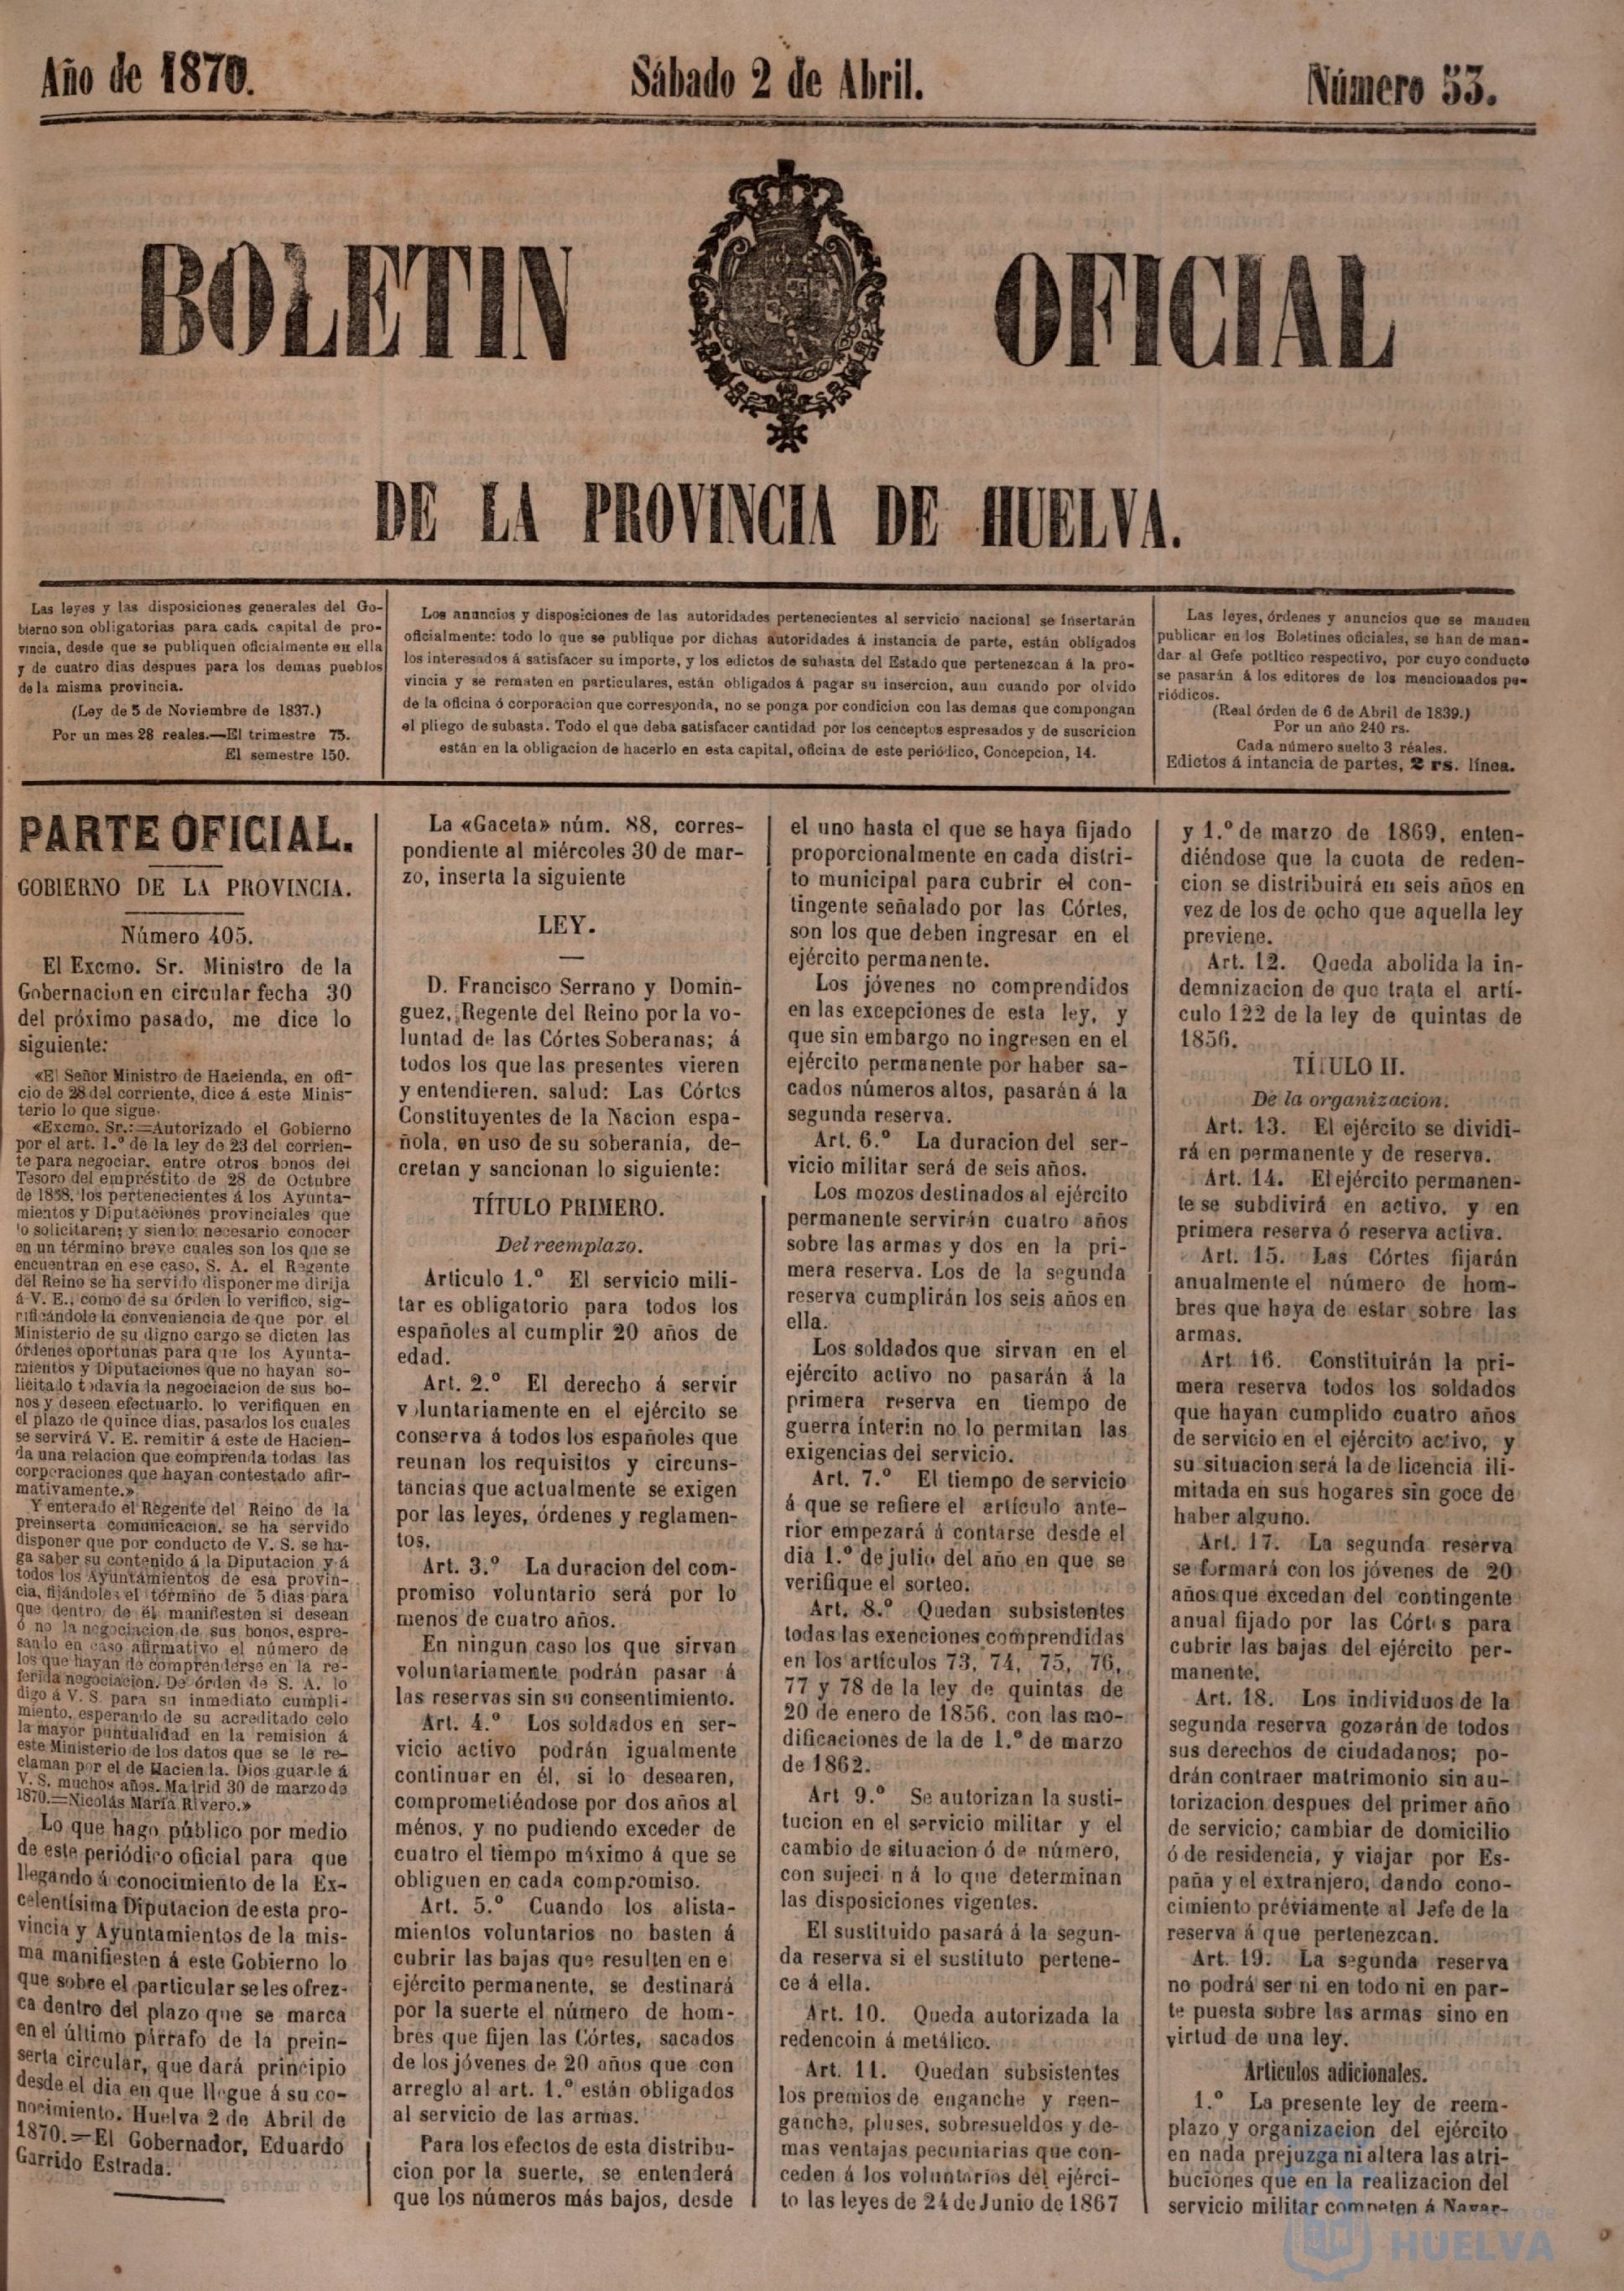 Año de 1870.
Sábado 2 de Abril.
Número 53.
BOLETIN OFICIAL
DE LA PROVINCIA DE HUELVA.
Las leyes y las disposiciones generales del Go-
bierno son obligatorias para cada capital de pro-
vincia, desde que se publiquen oficialmente en ella
y de cuatro dias despues para los demas pueblos
de la misma provincia.
(Ley de 5 de Noviembre de 1837.)
Por un mes 28 reales.—El trimestre 75.
El semestre 150.
Los anuncios y disposiciones de las autoridades pertenecientes al servicio nacional se insertarán
oficialmente: todo lo que se publique por dichas autoridades á instancia de parte, están obligados
los interesados á satisfacer su importe, y los edictos de subasta del Estado que pertenezcan á la pro-
vincia y se rematen en particulares, están obligados á pagar su insercion, aun cuando por olvido
de la oficina ó corporacion que corresponda, no se ponga por condicion con las demas que compongan
el pliego de subasta. Todo el que deba satisfacer cantidad por los conceptos espresados y de suscricion
están en la obligacion de hacerlo en esta capital, oficina de este periódico, Concepcion, 14.
Las leyes, órdenes y anuncios que se manden
publicar en los Boletines oficiales, se han de man-
dar al Gefe potltico respectivo, por cuyo conducto
se pasarán á los editores de los mencionados pe-
riódicos.
(Real órden de 6 de Abril de 1839.)
Por un año 240 rs.
Cada número suelto 3 réales.
Edictos á intancia de partes, 2 rs. línea.
PARTE OFICIAL.
GOBIERNO DE LA PROVINCIA.
Número 405.
El Excmo. Sr. Ministro de la
Gobernacion en circular fecha 30
del próximo pasado, me dice lo
siguiente:
«El Señor Ministro de Hacienda, en ofi-
cio de 28 del corriente, dice á este Minis-
terio lo que sigue.
«Excmo. Sr.:=Autorizado el Gobierno
por el art. 1.º de la ley de 23 del corrien-
te para negociar, entre otros bonos del
Tesoro del empréstito de 28 de Octubre
de 1858, los pertenecientes á los Ayunta-
mientos y Diputaciones provinciales que
lo solicitaren; y siendo necesario conocer
en un término breve cuales son los que se
encuentran en ese caso, S. A. el Regente
del Reino se ha servido disponer me dirija
á V. E., como de su órden lo verifico, sig-
nificándole la conveniencia de que por el
Ministerio de su digno cargo se dicten las
órdenes oportunas para que los Ayunta-
mientos y Diputaciones que no hayan so-
licitado todavia la negociacion de sus bo-
nos y deseen efectuarlo, lo verifiquen en
el plazo de quince dias, pasados los cuales
se servirá V. E. remitir á este de Hacien-
da una relacion que comprenda todas las
corporaciones que hayan contestado afir-
mativamente.»
Y enterado el Regente del Reino de la
preinserta comunicacion, se ha servido
disponer que por conducto de V. S. se ha-
ga saber su contenido á la Diputacion y á
todos los Ayuntamientos de esa provin-
cia, fijándoles el término de 5 dias para
que dentro de él manifiesten si desean
ó no la negociacion de sus bonos, espre-
sando en caso afirmativo el número de
los que hayan de comprenderse en la re-
ferida negociacion. De órden de S. A. lo
digo á V. S. para su inmediato cumpli-
miento, esperando de su acreditado celo
la mayor puntualidad en la remisión á
este Ministerio de los datos que se le re-
claman por el de Hacienda. Dios guarde á
V. S. muchos años. Madrid 30 de marzo de
1870.=Nicolás María Rivero.»
Lo que hago público por medio
de este periódico oficial para que
llegando á conocimiento de la Ex-
celentísima Diputacion de esta pro-
vincia y Ayuntamientos de la mis-
ma manifiesten á este Gobierno lo
que sobre el particular se les ofrez-
ca dentro del plazo que se marca
en el último párrafo de la prein-
serta circular, que dará principio
desde el dia en que llegue á su co-
nocimiento. Huelva 2 de Abril de
1870.=El Gobernador, Eduardo
Garrido Estrada.
La «Gaceta» núm. 88, corres-
pondiente al miércoles 30 de mar-
zo, inserta la siguiente
LEY.
D. Francisco Serrano y Domin-
guez, Regente del Reino por la vo-
luntad de las Córtes Soberanas; á
todos los que las presentes vieren
y entendieren, salud: Las Córtes
Constituyentes de la Nacion espa-
ñola, en uso de su soberanía, de-
cretan y sancionan lo siguiente:
TÍTULO PRIMERO.
Del reemplazo.
Articulo 1.º El servicio mili-
tar es obligatorio para todos los
españoles al cumplir 20 años de
edad.
Art. 2.º El derecho á servir
voluntariamente en el ejército se
conserva á todos los españoles que
reunan los requisitos y circuns-
tancias que actualmente se exigen
por las leyes, órdenes y reglamen-
tos.
Art. 3.º La duracion del com-
promiso voluntario será por lo
menos de cuatro años.
En ningun caso los que sirvan
voluntariamente podrán pasar á
las reservas sin su consentimiento.
Art. 4.º Los soldados en ser-
vicio activo podrán igualmente
continuar en él, si lo desearen,
comprometiéndose por dos años al
ménos, y no pudiendo exceder de
cuatro el tiempo máximo á que se
obliguen en cada compromiso.
Art. 5.º Cuando los alista-
mientos voluntarios no basten á
cubrir las bajas que resulten en el
ejército permanente, se destinará
por la suerte el número de hom-
bres que fijen las Córtes, sacados
de los jóvenes de 20 años que con
arreglo al art. 1.º están obligados
al servicio de las armas.
Para los efectos de esta distribu-
cion por la suerte, se entenderá
que los números más bajos, desde
el uno hasta el que se haya fijado
proporcionalmente en cada distri-
to municipal para cubrir el con-
tingente señalado por las Córtes,
son los que deben ingresar en el
ejército permanente.
Los jóvenes no comprendidos
en las excepciones de esta ley, y
que sin embargo no ingresen en el
ejército permanente por haber sa-
cados números altos, pasarán á la
segunda reserva.
Art. 6.º La duracion del ser-
vicio militar será de seis años.
Los mozos destinados al ejército
permanente servirán cuatro años
sobre las armas y dos en la pri-
mera reserva. Los de la segunda
reserva cumplirán los seis años en
ella.
Los soldados que sirvan en el
ejército activo no pasarán á la
primera reserva en tiempo de
guerra ínterin no lo permitan las
exigencias del servicio.
Art. 7.º El tiempo de servicio
á que se refiere el artículo ante-
rior empezará á contarse desde el
dia 1.º de julio del año en que se
verifique el sorteo.
Art. 8.º Quedan subsistentes
todas las exenciones comprendidas
en los artículos 73, 74, 75, 76,
77 y 78 de la ley de quintas de
20 de enero de 1856, con las mo-
dificaciones de la de 1.º de marzo
de 1862.
Art 9.º Se autorizan la susti-
tucion en el servicio militar y el
cambio de situacion ó de número,
con sujeci n á lo que determinan
las disposiciones vigentes.
El sustituido pasará á la segun-
da reserva si el sustituto pertene-
ce á ella.
Art. 10. Queda autorizada la
redencoin á metálico.
Art. 11. Quedan subsistentes
los premios de enganche y reen-
ganche, pluses, sobresueldos y de-
mas ventajas pecuniarias que con-
ceden á los voluntarios del ejérci-
to las leyes de 24 de Junio de 1867
y 1.º de marzo de 1869, enten-
diéndose que la cuota de reden-
cion se distribuirá en seis años en
vez de los de ocho que aquella ley
previene.
Art. 12. Queda abolida la in-
demnizacion de que trata el artí-
culo 122 de la ley de quintas de
1856.
TÍTULO II.
De la organizacion.
Art. 13. El ejército se dividi-
rá en permanente y de reserva.
Art. 14. El ejército permanen-
te se subdivirá en activo, y en
primera reserva ó reserva activa.
Art. 15. Las Córtes fijarán
anualmente el número de hom-
bres que haya de estar sobre las
armas.
Art 16. Constituirán la pri-
mera reserva todos los soldados
que hayan cumplido cuatro años
de servicio en el ejército activo, y
su situacion será la de licencia ili-
mitada en sus hogares sin goce de
haber alguno.
Art. 17. La segunda reserva
se formará con los jóvenes de 20
años que excedan del contingente
anual fijado por las Córtes para
cubrir las bajas del ejército per-
manente.
Art. 18. Los individuos de la
segunda reserva gozarán de todos
sus derechos de ciudadanos; po-
drán contraer matrimonio sin au-
torizacion despues del primer año
de servicio; cambiar de domicilio
ó de residencia, y viajar por Es-
paña y el extranjero, dando cono-
cimiento préviámente al Jefe de la
reserva á que pertenezcan.
Art. 19. La segunda reserva
no podrá ser ni en todo ni en par-
te puesta sobre las armas sino en
virtud de una ley.
Articulos adicionales.
1.º La presente ley de reem-
plazo y organizacion del ejército
en nada prejuzga ni altera las atri-
buciones que en la realizacion del
servicio militar competen á Navar-
HUELVA